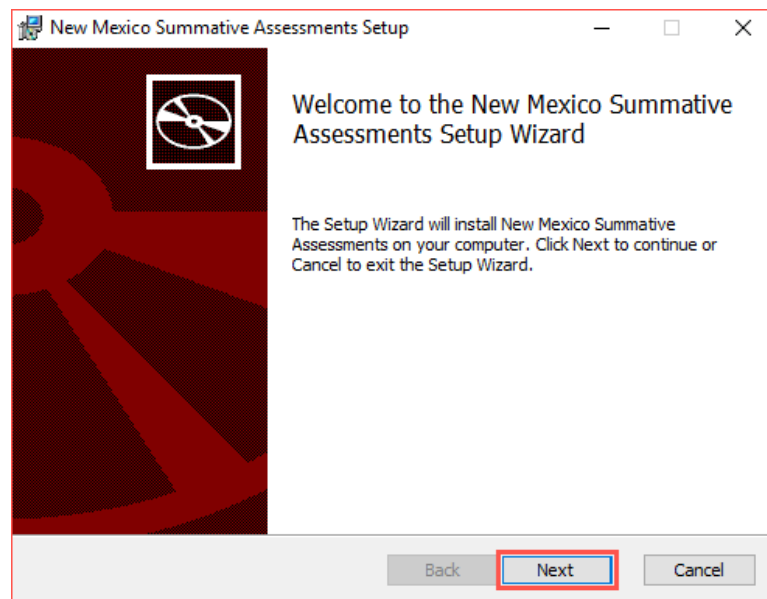 New Mexico Summative Assessments Setup
Welcome to the New Mexico Summative
Assessments Setup Wizard
The Setup Wizard will install New Mexico Summative
Assessments on your computer. Click Next to continue or
Cancel to exit the Setup Wizard.
Back Next Cancel